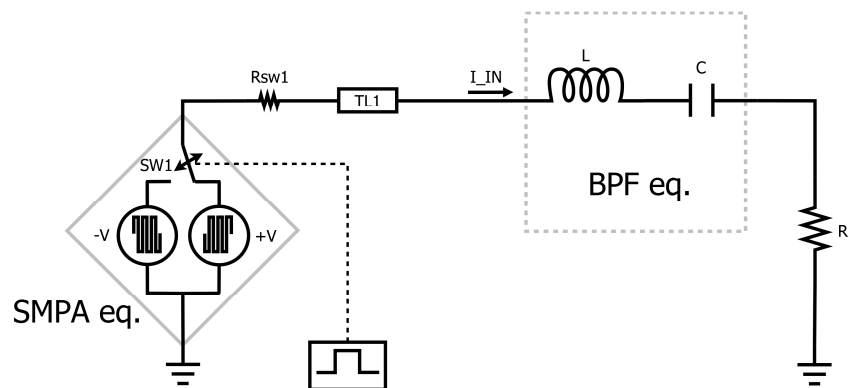 L
C
Rsw1
I_IN
TL1
SW1
BPF eq.
-V
+V
R
SMPA eq.